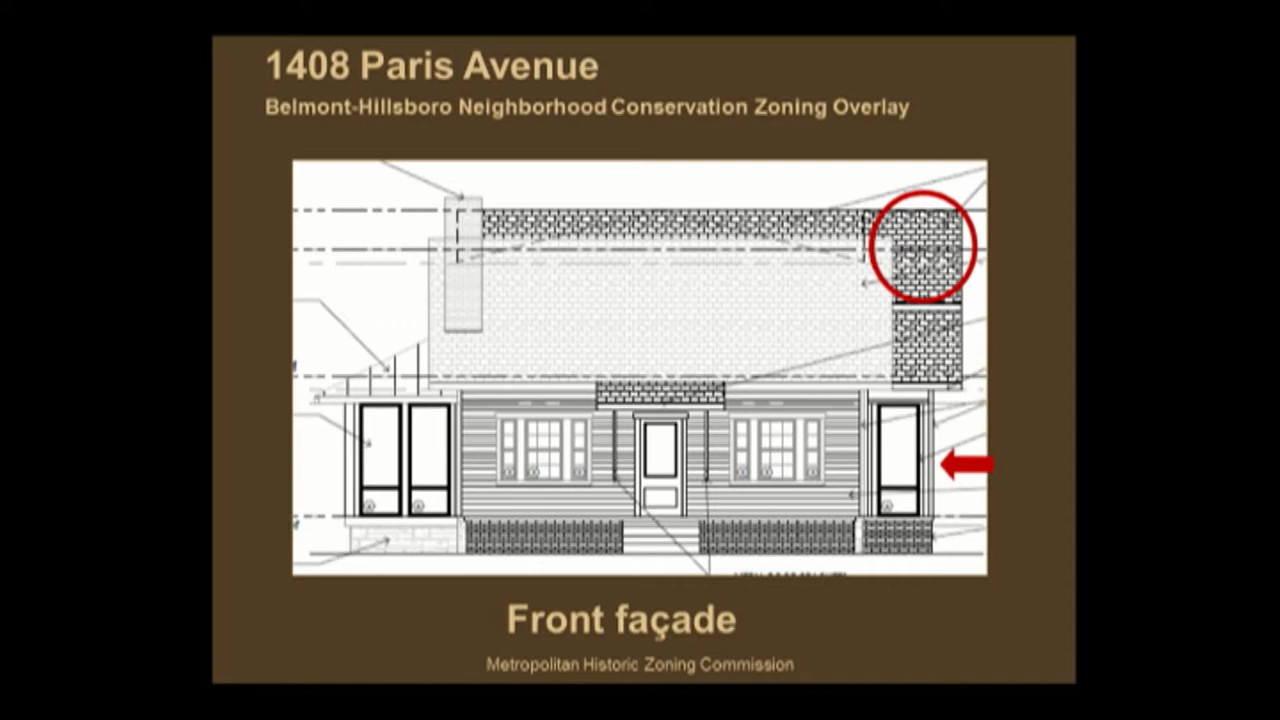 1408 Paris Avenue
Belmont-Hillsboro Neighborhood Conservation Zoning Overlay
Front façade
Metropolitan Historic Zoning Commission